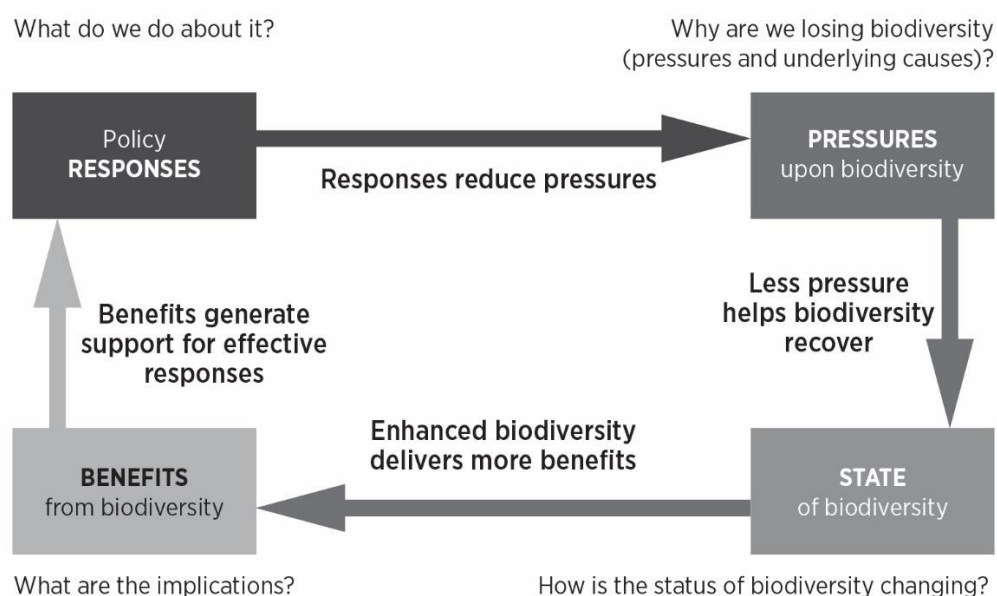 What do we do about it?
Why are we losing biodiversity
(pressures and underlying causes)?
Policy
RESPONSES
Responses reduce pressures
PRESSURES
upon biodiversity
Less pressure
helps biodiversity
recover
Benefits generate
support for effective
responses
Enhanced biodiversity
delivers more benefits
BENEFITS
from biodiversity
STATE
of biodiversity
What are the implications?
How is the status of biodiversity changing?